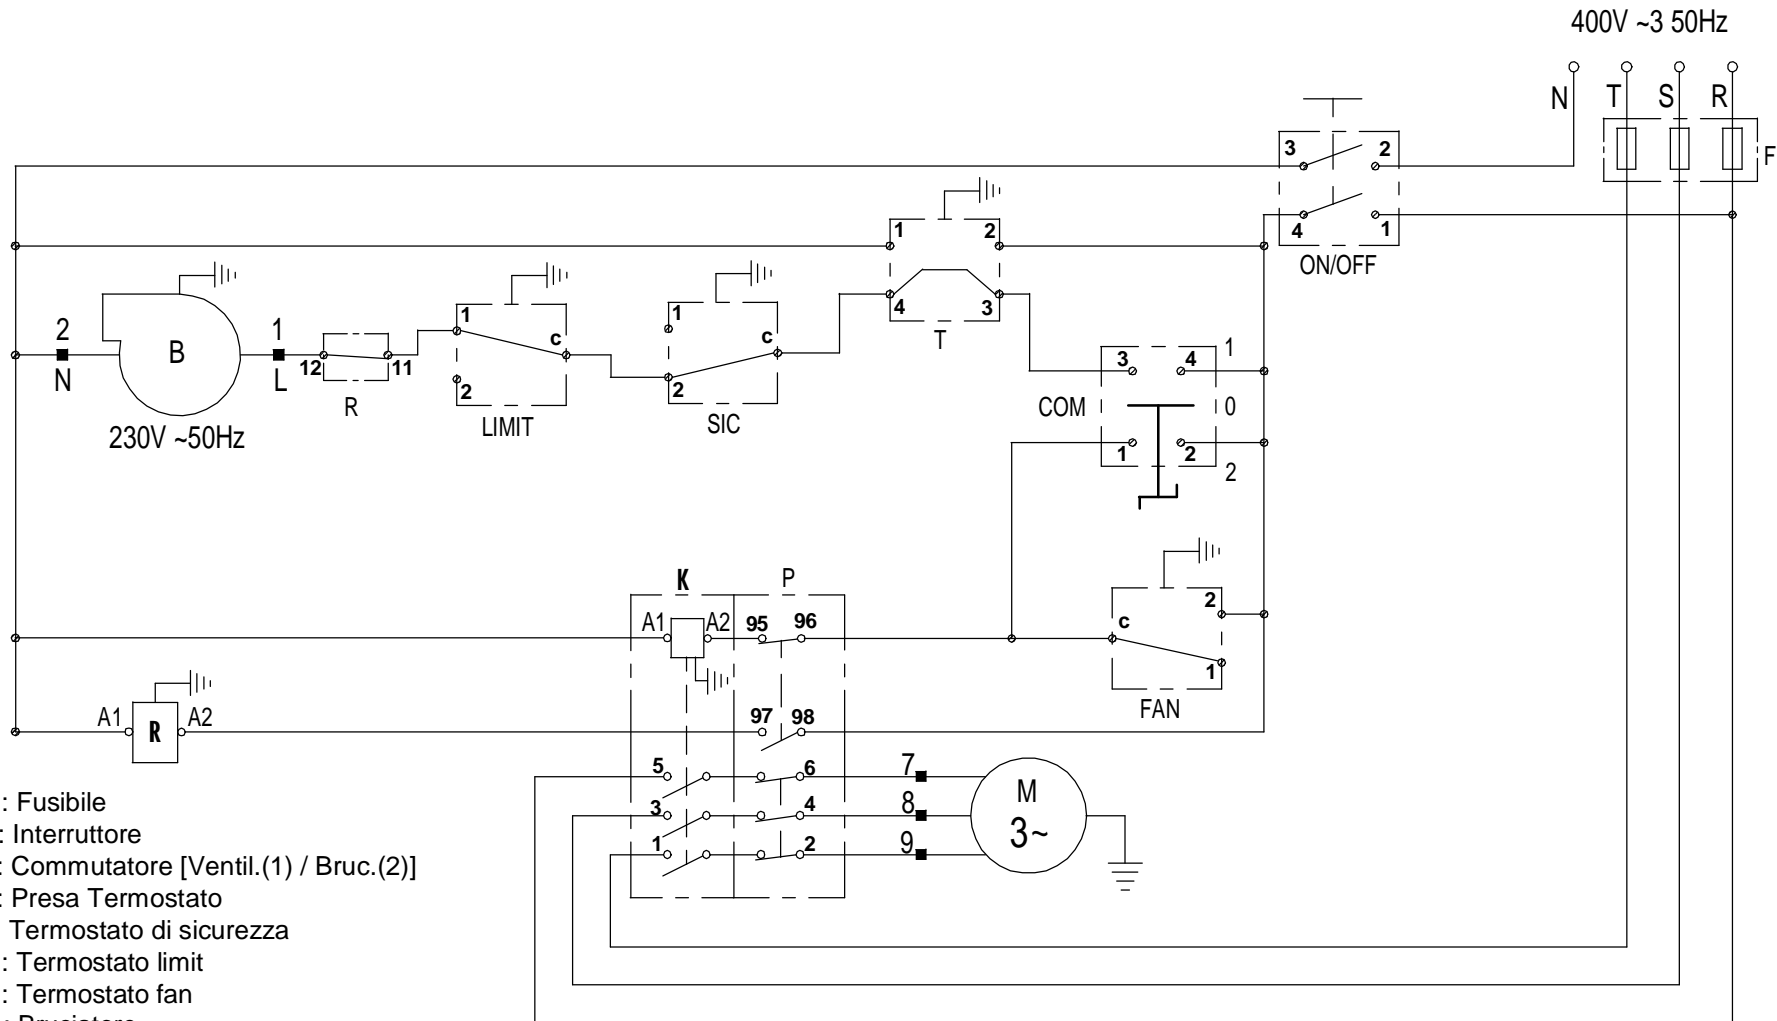 400V ~3 50Hz
N T S R
F
3 2
4 1
ON/OFF
1 2
4 3
T
2
N
B
230V ~50Hz
1
L
12 11
R
1
c
2
LIMIT
1
c
2
SIC
3 4 1
COM 0
1 2
2
K P
A1 A2 95 96
c 2
1
FAN
A1 R A2
97 98
5 6 7
3 4 8
1 2 9
M
3~
: Fusibile
: Interruttore
: Commutatore [Ventil.(1) / Bruc.(2)]
: Presa Termostato
Termostato di sicurezza
: Termostato limit
: Termostato fan